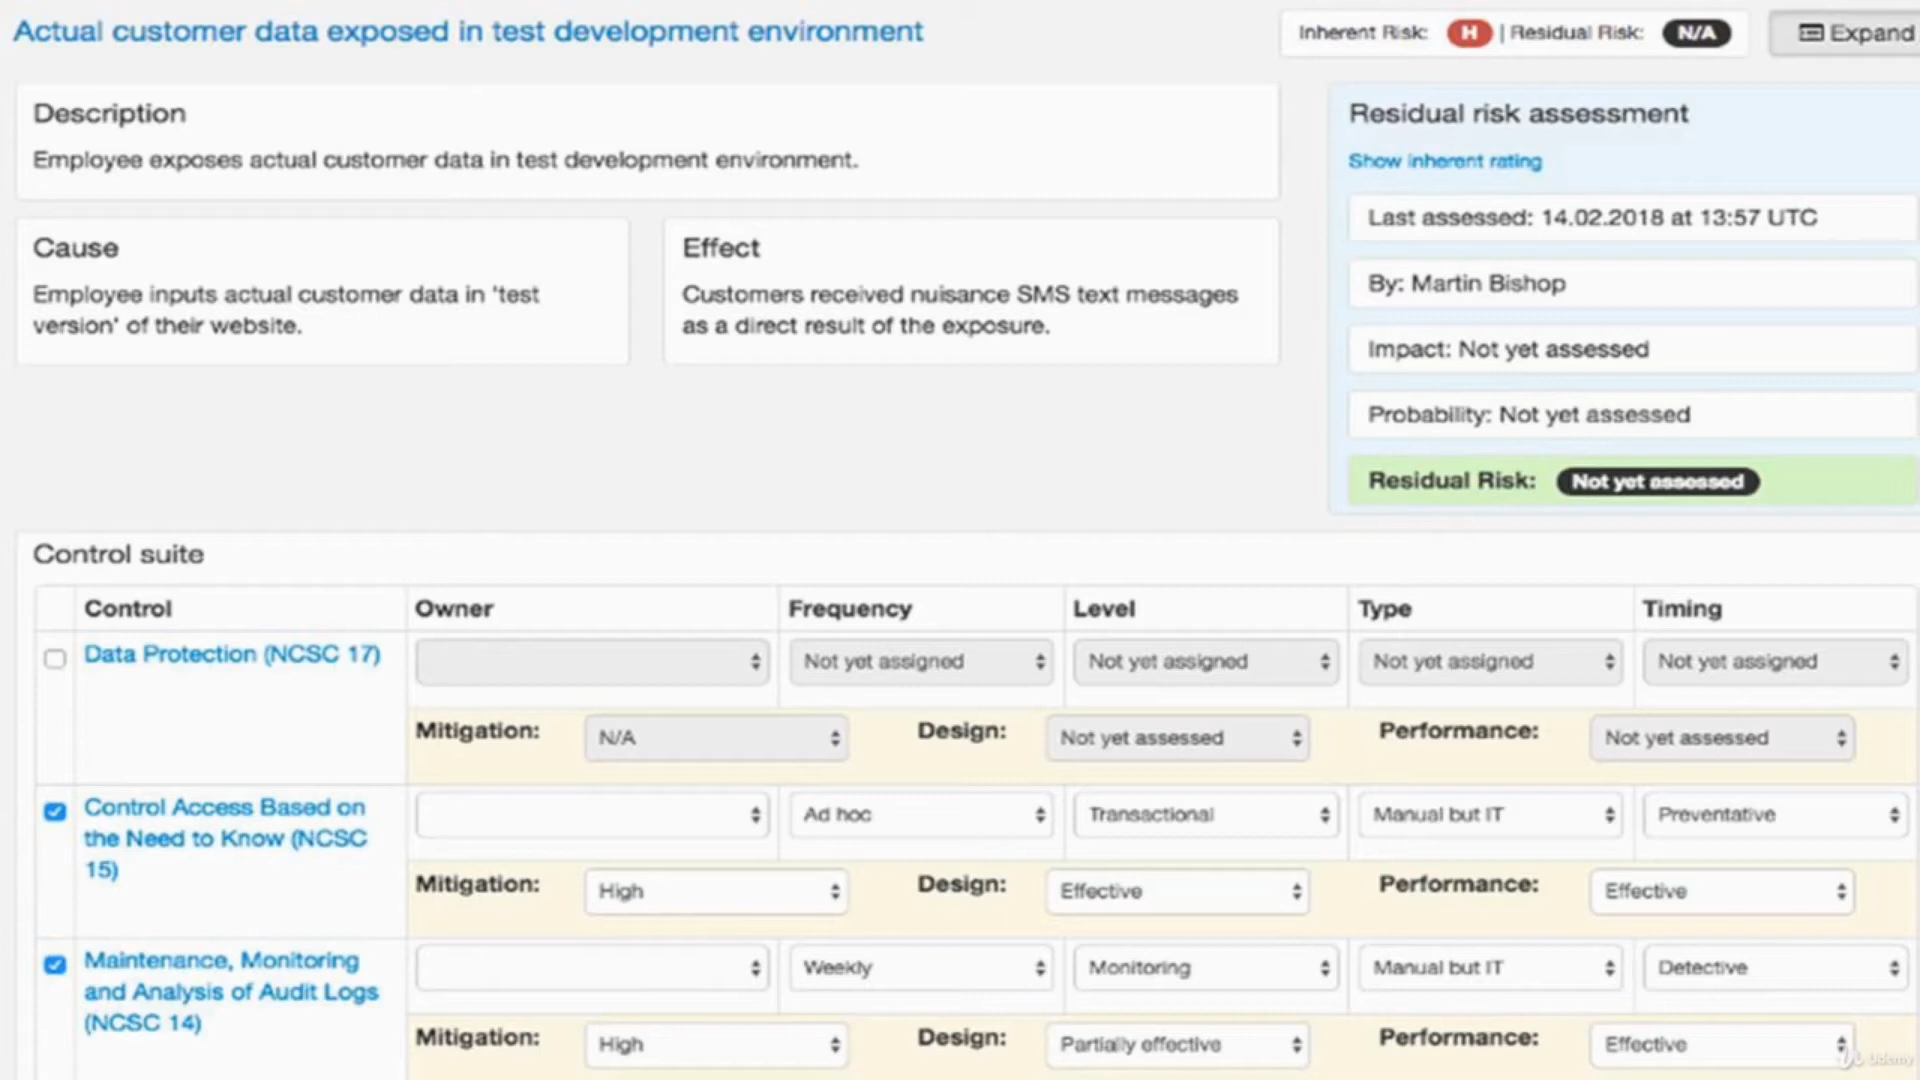 Actual customer data exposed in test development environment
Inherent Risk: H | Residual Risk: N/A
Expand
Description
Employee exposes actual customer data in test development environment.
Cause
Employee inputs actual customer data in 'test
version' of their website.
Effect
Customers received nuisance SMS text messages
as a direct result of the exposure.
Residual risk assessment
Show inherent rating
Last assessed: 14.02.2018 at 13:57 UTC
By: Martin Bishop
Impact: Not yet assessed
Probability: Not yet assessed
Residual Risk: Not yet assessed
Control suite
Control Owner Frequency Level Type Timing
Data Protection (NCSC 17) Not yet assigned Not yet assigned Not yet assigned Not yet assigned
Mitigation: N/A Design: Not yet assessed Performance: Not yet assessed
Control Access Based on
the Need to Know (NCSC
15)
Ad hoc Transactional Manual but IT Preventative
Mitigation: High Design: Effective Performance: Effective
Maintenance, Monitoring
and Analysis of Audit Logs
(NCSC 14)
Weekly Monitoring Manual but IT Detective
Mitigation: High Design: Partially effective Performance: Effective
Udemy